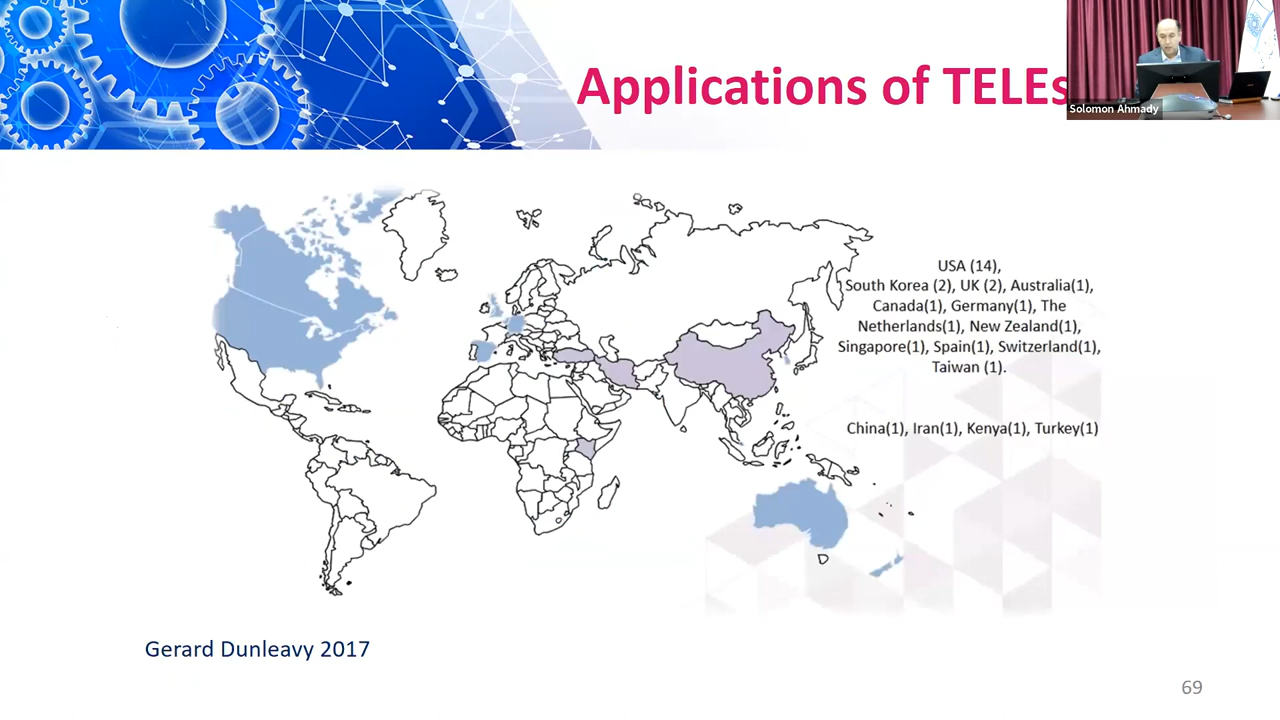 Applications of TELEs
Solomon Ahmady
USA (14),
South Korea (2), UK (2), Australia(1),
Canada(1), Germany(1), The
Netherlands(1), New Zealand(1),
Singapore(1), Spain(1), Switzerland(1),
Taiwan (1).
China(1), Iran(1), Kenya(1), Turkey(1)
Gerard Dunleavy 2017
69